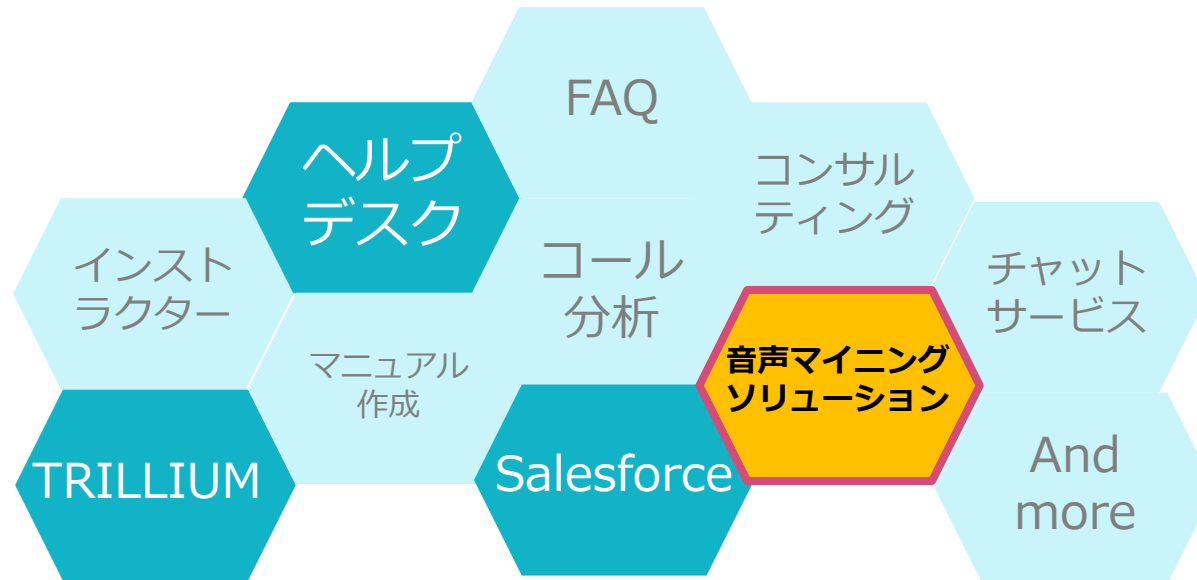 FAQ
ヘルプ
デスク
コンサル
ティング
インスト
ラクター
コール
分析
チャット
サービス
マニュアル
作成
音声マイニング
ソリューション
TRILLIUM
Salesforce
And
more